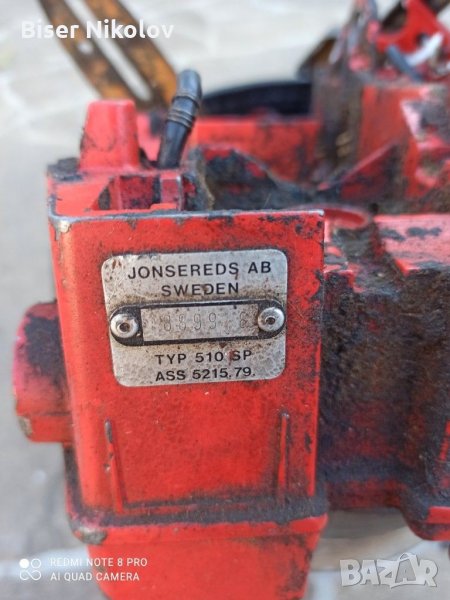 Biser Nikolov
JONSEREDS AB
SWEDEN
TYP 510 SP
ASS 5215.79.
REDMI NOTE 8 PRO
AI QUAD CAMERA
BAZAR